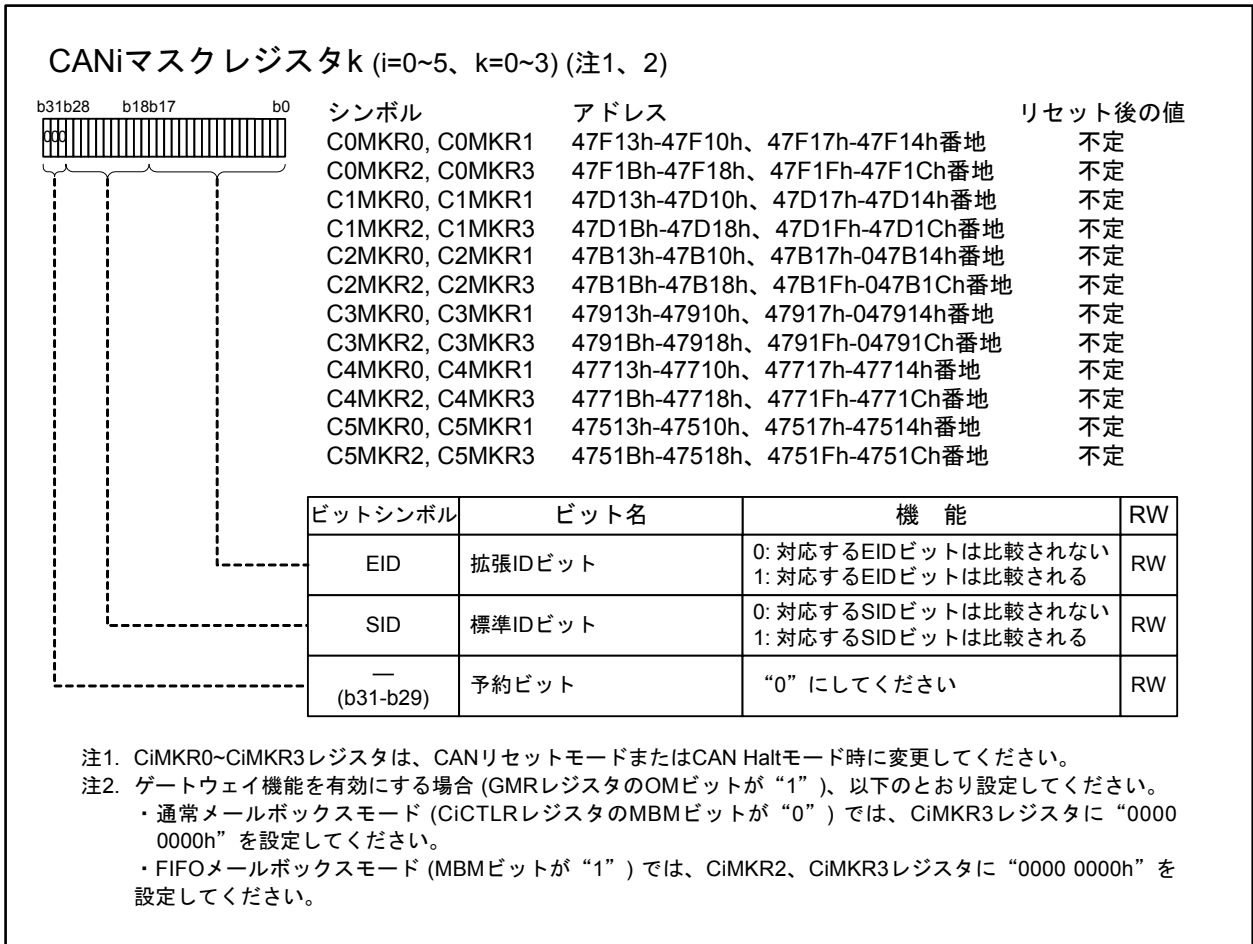 CANiマスクレジスタk (i=0~5、k=0~3) (注1、2)
b31b28 b18b17 b0
000
シンボル アドレス リセット後の値
C0MKR0, C0MKR1 47F13h-47F10h、47F17h-47F14h番地 不定
C0MKR2, C0MKR3 47F1Bh-47F18h、47F1Fh-47F1Ch番地 不定
C1MKR0, C1MKR1 47D13h-47D10h、47D17h-47D14h番地 不定
C1MKR2, C1MKR3 47D1Bh-47D18h、47D1Fh-47D1Ch番地 不定
C2MKR0, C2MKR1 47B13h-47B10h、47B17h-047B14h番地 不定
C2MKR2, C2MKR3 47B1Bh-47B18h、47B1Fh-047B1Ch番地 不定
C3MKR0, C3MKR1 47913h-47910h、47917h-047914h番地 不定
C3MKR2, C3MKR3 4791Bh-47918h、4791Fh-04791Ch番地 不定
C4MKR0, C4MKR1 47713h-47710h、47717h-47714h番地 不定
C4MKR2, C4MKR3 4771Bh-47718h、4771Fh-4771Ch番地 不定
C5MKR0, C5MKR1 47513h-47510h、47517h-47514h番地 不定
C5MKR2, C5MKR3 4751Bh-47518h、4751Fh-4751Ch番地 不定
ビットシンボル ビット名 機 能 RW
EID 拡張IDビット 0: 対応するEIDビットは比較されない RW
1: 対応するEIDビットは比較される
SID 標準IDビット 0: 対応するSIDビットは比較されない RW
1: 対応するSIDビットは比較される
—
(b31-b29) 予約ビット “0”にしてください RW
注1. CiMKR0~CiMKR3レジスタは、CANリセットモードまたはCAN Haltモード時に変更してください。
注2. ゲートウェイ機能を有効にする場合 (GMRレジスタのOMビットが“1”)、以下のとおり設定してください。
・通常メールボックスモード (CiCTLRレジスタのMBMビットが“0”) では、CiMKR3レジスタに“0000
0000h”を設定してください。
・FIFOメールボックスモード (MBMビットが“1”) では、CiMKR2、CiMKR3レジスタに“0000 0000h”を
設定してください。